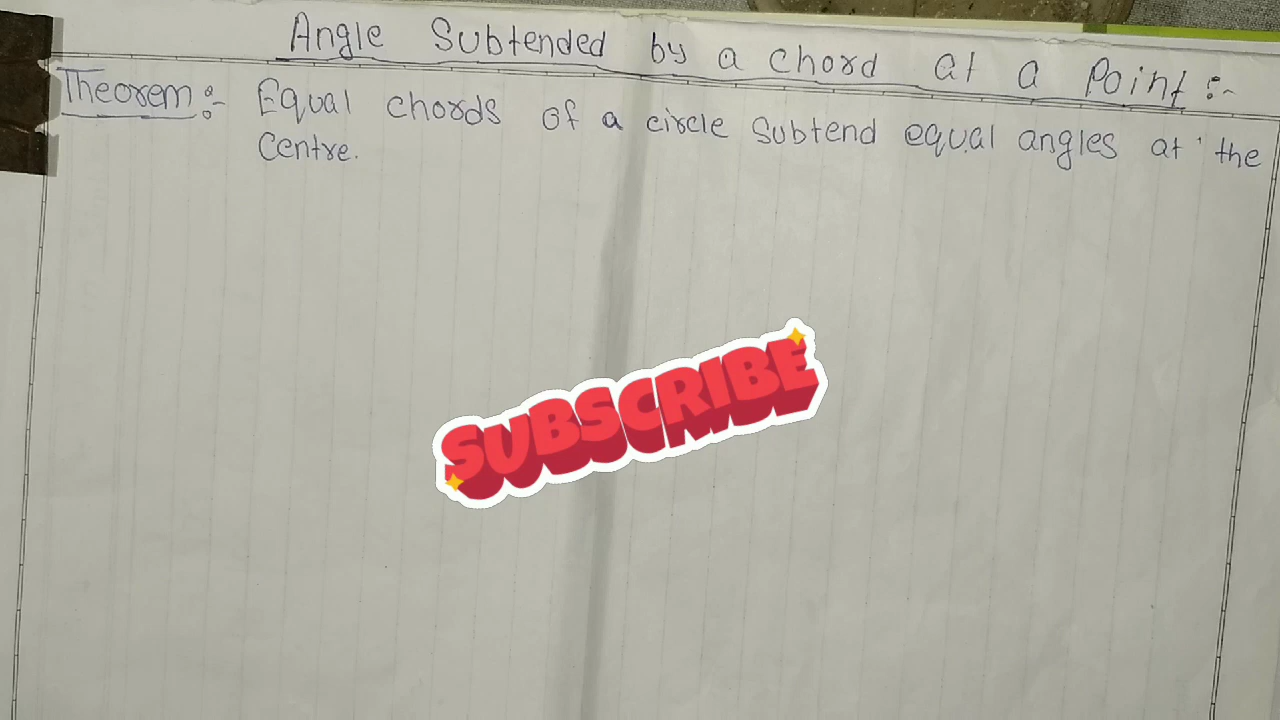 Angle Subtended by a chord at a Point :-
Theorem :- Equal chords of a circle Subtend equal angles at the
Centre.
SUBSCRIBE